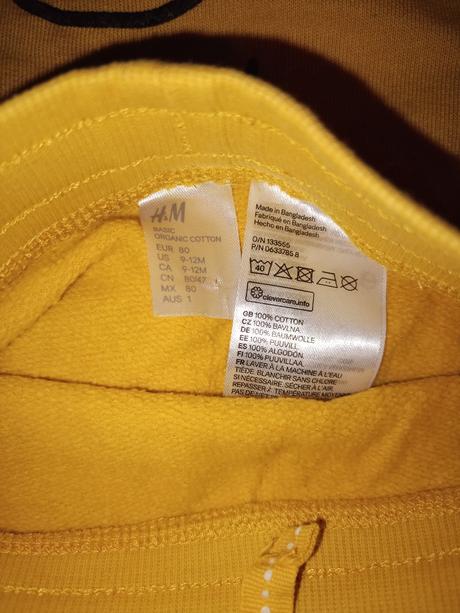 H&M
BASIC
ORGANIC COTTON
EUR 80
US 9-12M
CA 9-12M
CN 80/47
MX 80
AUS 1
Made in Bangladesh
Fabriqué en Bangladesh
Hecho en Bangladesh
O/N 133555
P/N 0633785 8
40
clevercare.info
GB 100% COTTON
CZ 100% BAVLNA
DE 100% BAUMWOLLE
EE 100% PUUVILL
ES 100% ALGODÓN
FI 100% PUUVILLAA
FR LAVER À LA MACHINE À L'EAU
TIÈDE. BLANCHIR SANS CHLORE
SI NÉCESSAIRE. SÉCHER À L'AIR
REPASSER / TEMPÉRATURE